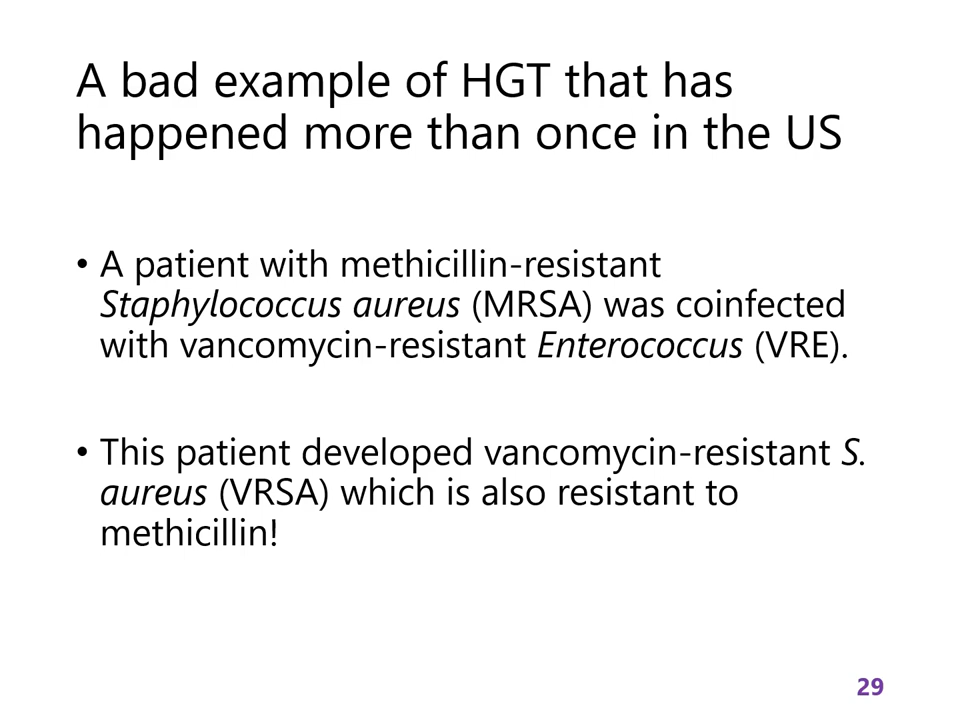 A bad example of HGT that has
happened more than once in the US
• A patient with methicillin-resistant
Staphylococcus aureus (MRSA) was coinfected
with vancomycin-resistant Enterococcus (VRE).
• This patient developed vancomycin-resistant S.
aureus (VRSA) which is also resistant to
methicillin!
29